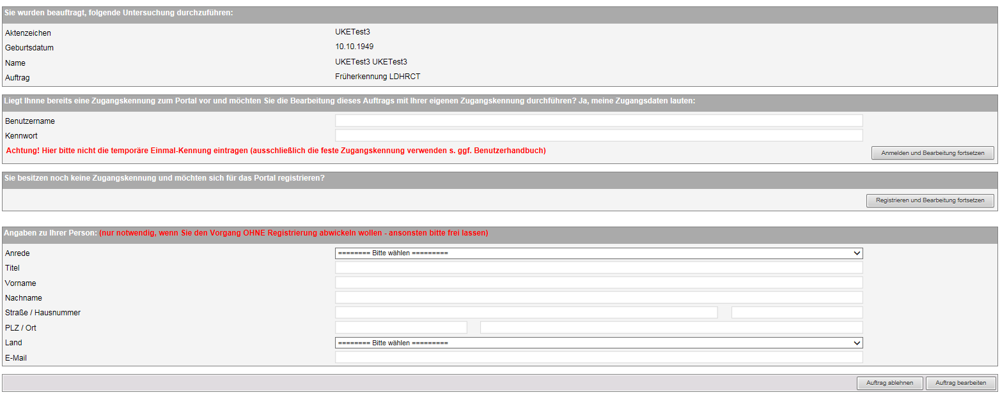 Sie wurden beauftragt, folgende Untersuchung durchzuführen:
Aktenzeichen UKETest3
Geburtsdatum 10.10.1949
Name UKETest3 UKETest3
Auftrag Früherkennung LDHRCT
Liegt Ihnne bereits eine Zugangskennung zum Portal vor und möchten Sie die Bearbeitung dieses Auftrags mit Ihrer eigenen Zugangskennung durchführen? Ja, meine Zugangsdaten lauten:
Benutzername
Kennwort
Achtung! Hier bitte nicht die temporäre Einmal-Kennung eintragen (ausschließlich die feste Zugangskennung verwenden s. ggf. Benutzerhandbuch)
Anmelden und Bearbeitung fortsetzen
Sie besitzen noch keine Zugangskennung und möchten sich für das Portal registrieren?
Registrieren und Bearbeitung fortsetzen
Angaben zu Ihrer Person: (nur notwendig, wenn Sie den Vorgang OHNE Registrierung abwickeln wollen - ansonsten bitte frei lassen)
Anrede ======== Bitte wählen =========
Titel
Vorname
Nachname
Straße / Hausnummer
PLZ / Ort
Land ======== Bitte wählen =========
E-Mail
Auftrag ablehnen Auftrag bearbeiten